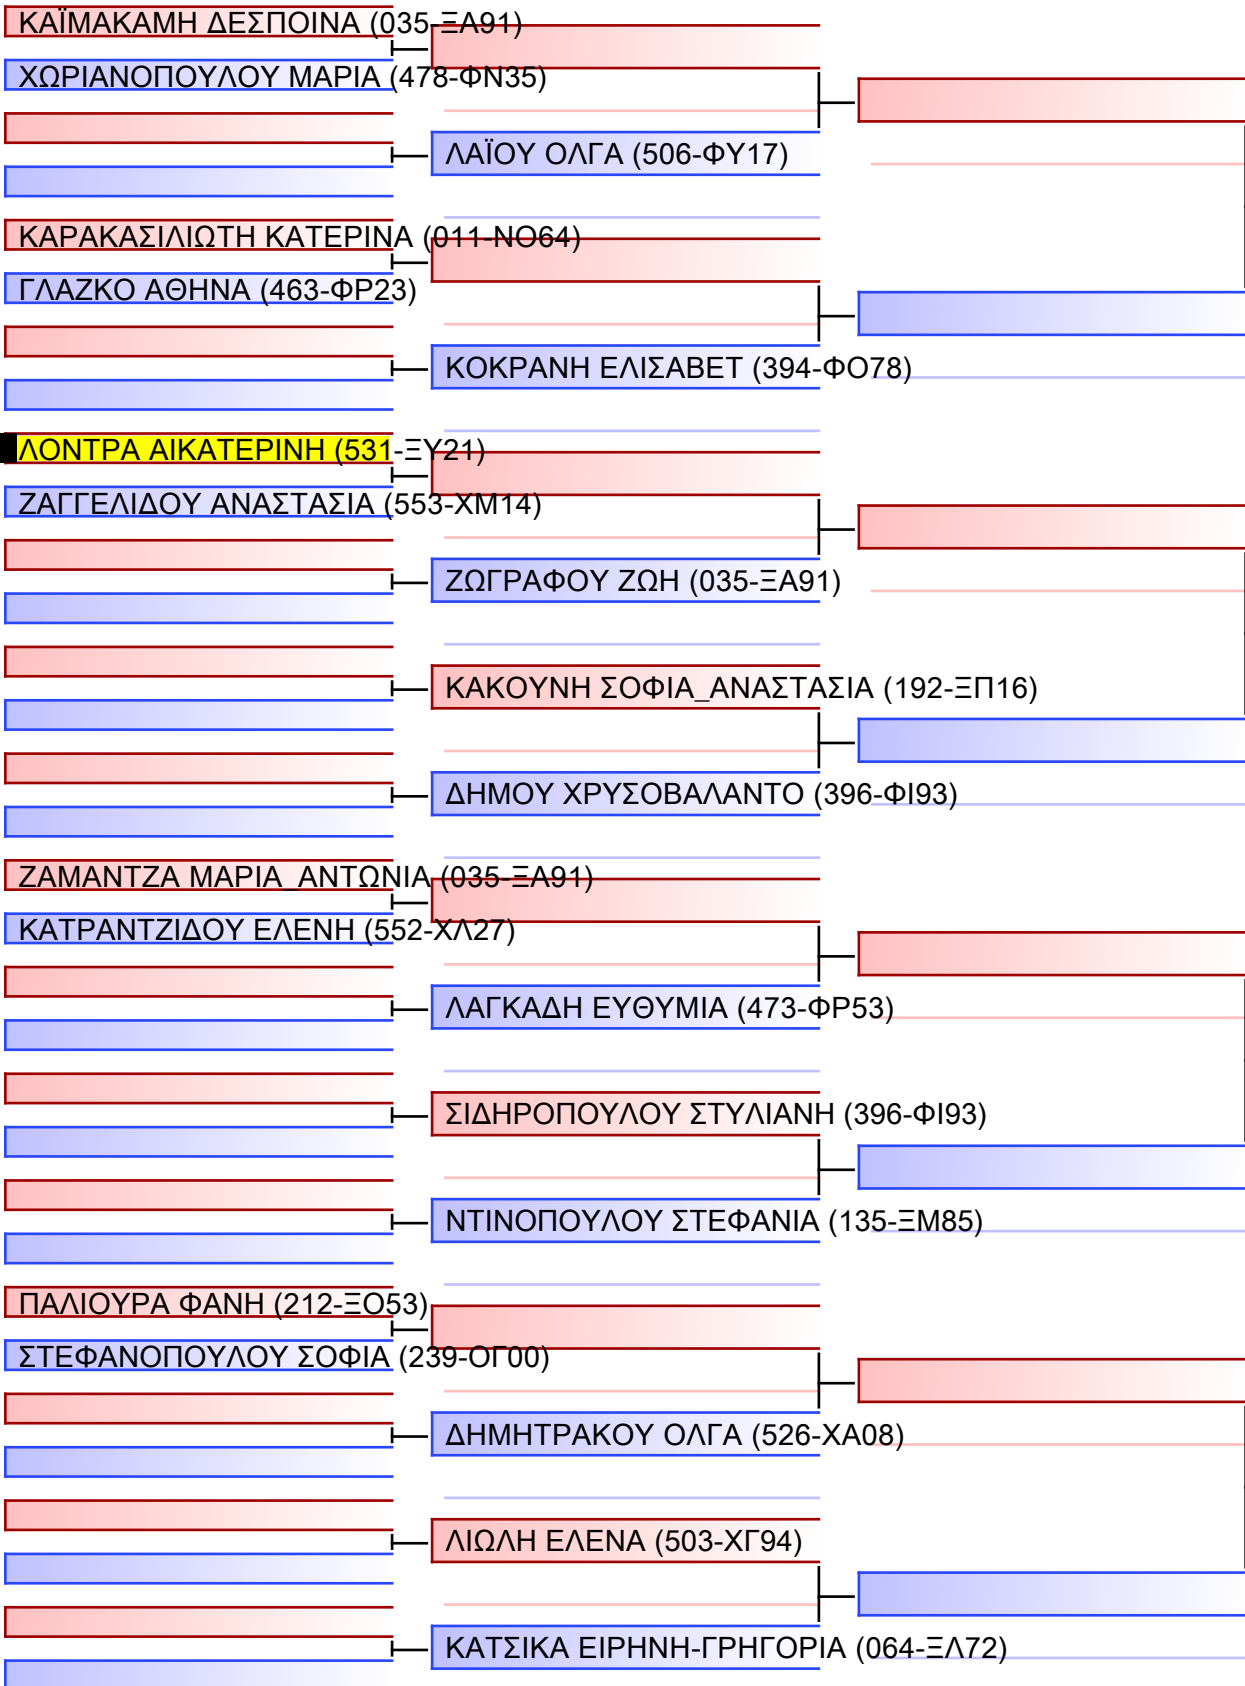 ΚΑΪΜΑΚΑΜΗ ΔΕΣΠΟΙΝΑ (035-ΞΑ91)
ΧΩΡΙΑΝΟΠΟΥΛΟΥ ΜΑΡΙΑ (478-ΦΝ35)
ΛΑΪΟΥ ΟΛΓΑ (506-ΦΥ17)
ΚΑΡΑΚΑΣΙΛΙΩΤΗ ΚΑΤΕΡΙΝΑ (011-ΝΟ64)
ΓΛΑΖΚΟ ΑΘΗΝΑ (463-ΦΡ23)
ΚΟΚΡΑΝΗ ΕΛΙΣΑΒΕΤ (394-ΦΟ78)
ΛΟΝΤΡΑ ΑΙΚΑΤΕΡΙΝΗ (531-ΞΥ21)
ΖΑΓΓΕΛΙΔΟΥ ΑΝΑΣΤΑΣΙΑ (553-ΧΜ14)
ΖΩΓΡΑΦΟΥ ΖΩΗ (035-ΞΑ91)
ΚΑΚΟΥΝΗ ΣΟΦΙΑ_ΑΝΑΣΤΑΣΙΑ (192-ΞΠ16)
ΔΗΜΟΥ ΧΡΥΣΟΒΑΛΑΝΤΟ (396-ΦΙ93)
ΖΑΜΑΝΤΖΑ ΜΑΡΙΑ_ΑΝΤΩΝΙΑ (035-ΞΑ91)
ΚΑΤΡΑΝΤΖΙΔΟΥ ΕΛΕΝΗ (552-ΧΛ27)
ΛΑΓΚΑΔΗ ΕΥΘΥΜΙΑ (473-ΦΡ53)
ΣΙΔΗΡΟΠΟΥΛΟΥ ΣΤΥΛΙΑΝΗ (396-ΦΙ93)
ΝΤΙΝΟΠΟΥΛΟΥ ΣΤΕΦΑΝΙΑ (135-ΞΜ85)
ΠΑΛΙΟΥΡΑ ΦΑΝΗ (212-ΞΟ53)
ΣΤΕΦΑΝΟΠΟΥΛΟΥ ΣΟΦΙΑ (239-ΟΓ00)
ΔΗΜΗΤΡΑΚΟΥ ΟΛΓΑ (526-ΧΑ08)
ΛΙΩΛΗ ΕΛΕΝΑ (503-ΧΓ94)
ΚΑΤΣΙΚΑ ΕΙΡΗΝΗ-ΓΡΗΓΟΡΙΑ (064-ΞΛ72)